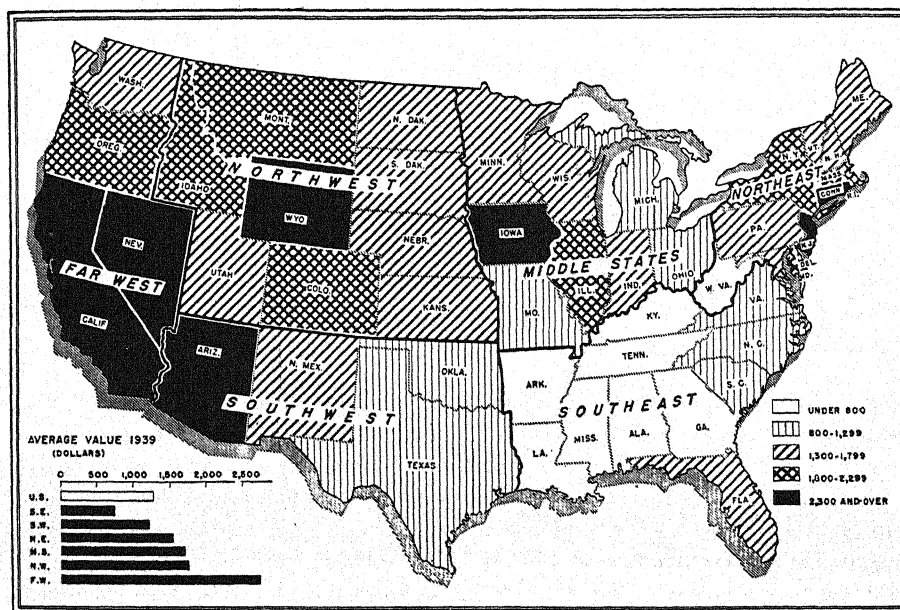 WASH.
MONT.
N. DAK.
MINN.
ME.
OREG.
IDAHO
S. DAK.
WIS.
MICH.
N.Y.
VT.
N.H.
MASS
CONN.
R.I.
NORTHWEST
NORTHEAST
WYO
NEV.
NEBR.
IOWA
PA.
N.J.
DEL
MD.
FAR WEST
UTAH
COLO
KANS.
MIDDLE STATES
MO.
ILL.
IND.
OHIO
W. VA.
VA.
CALIF
ARIZ.
N. MEX.
OKLA.
ARK.
KY.
TENN.
N. C.
S. C.
SOUTHWEST
SOUTHEAST
TEXAS
LA.
MISS.
ALA.
GA.
FLA
UNDER 800
800-1,299
1,300-1,799
1,800-2,299
2,300 AND OVER
AVERAGE VALUE 1939
(DOLLARS)
0 500 1,000 1,500 2,000 2,500
U.S.
S.E.
S.W.
N.E.
M.S.
N.W.
F.W.